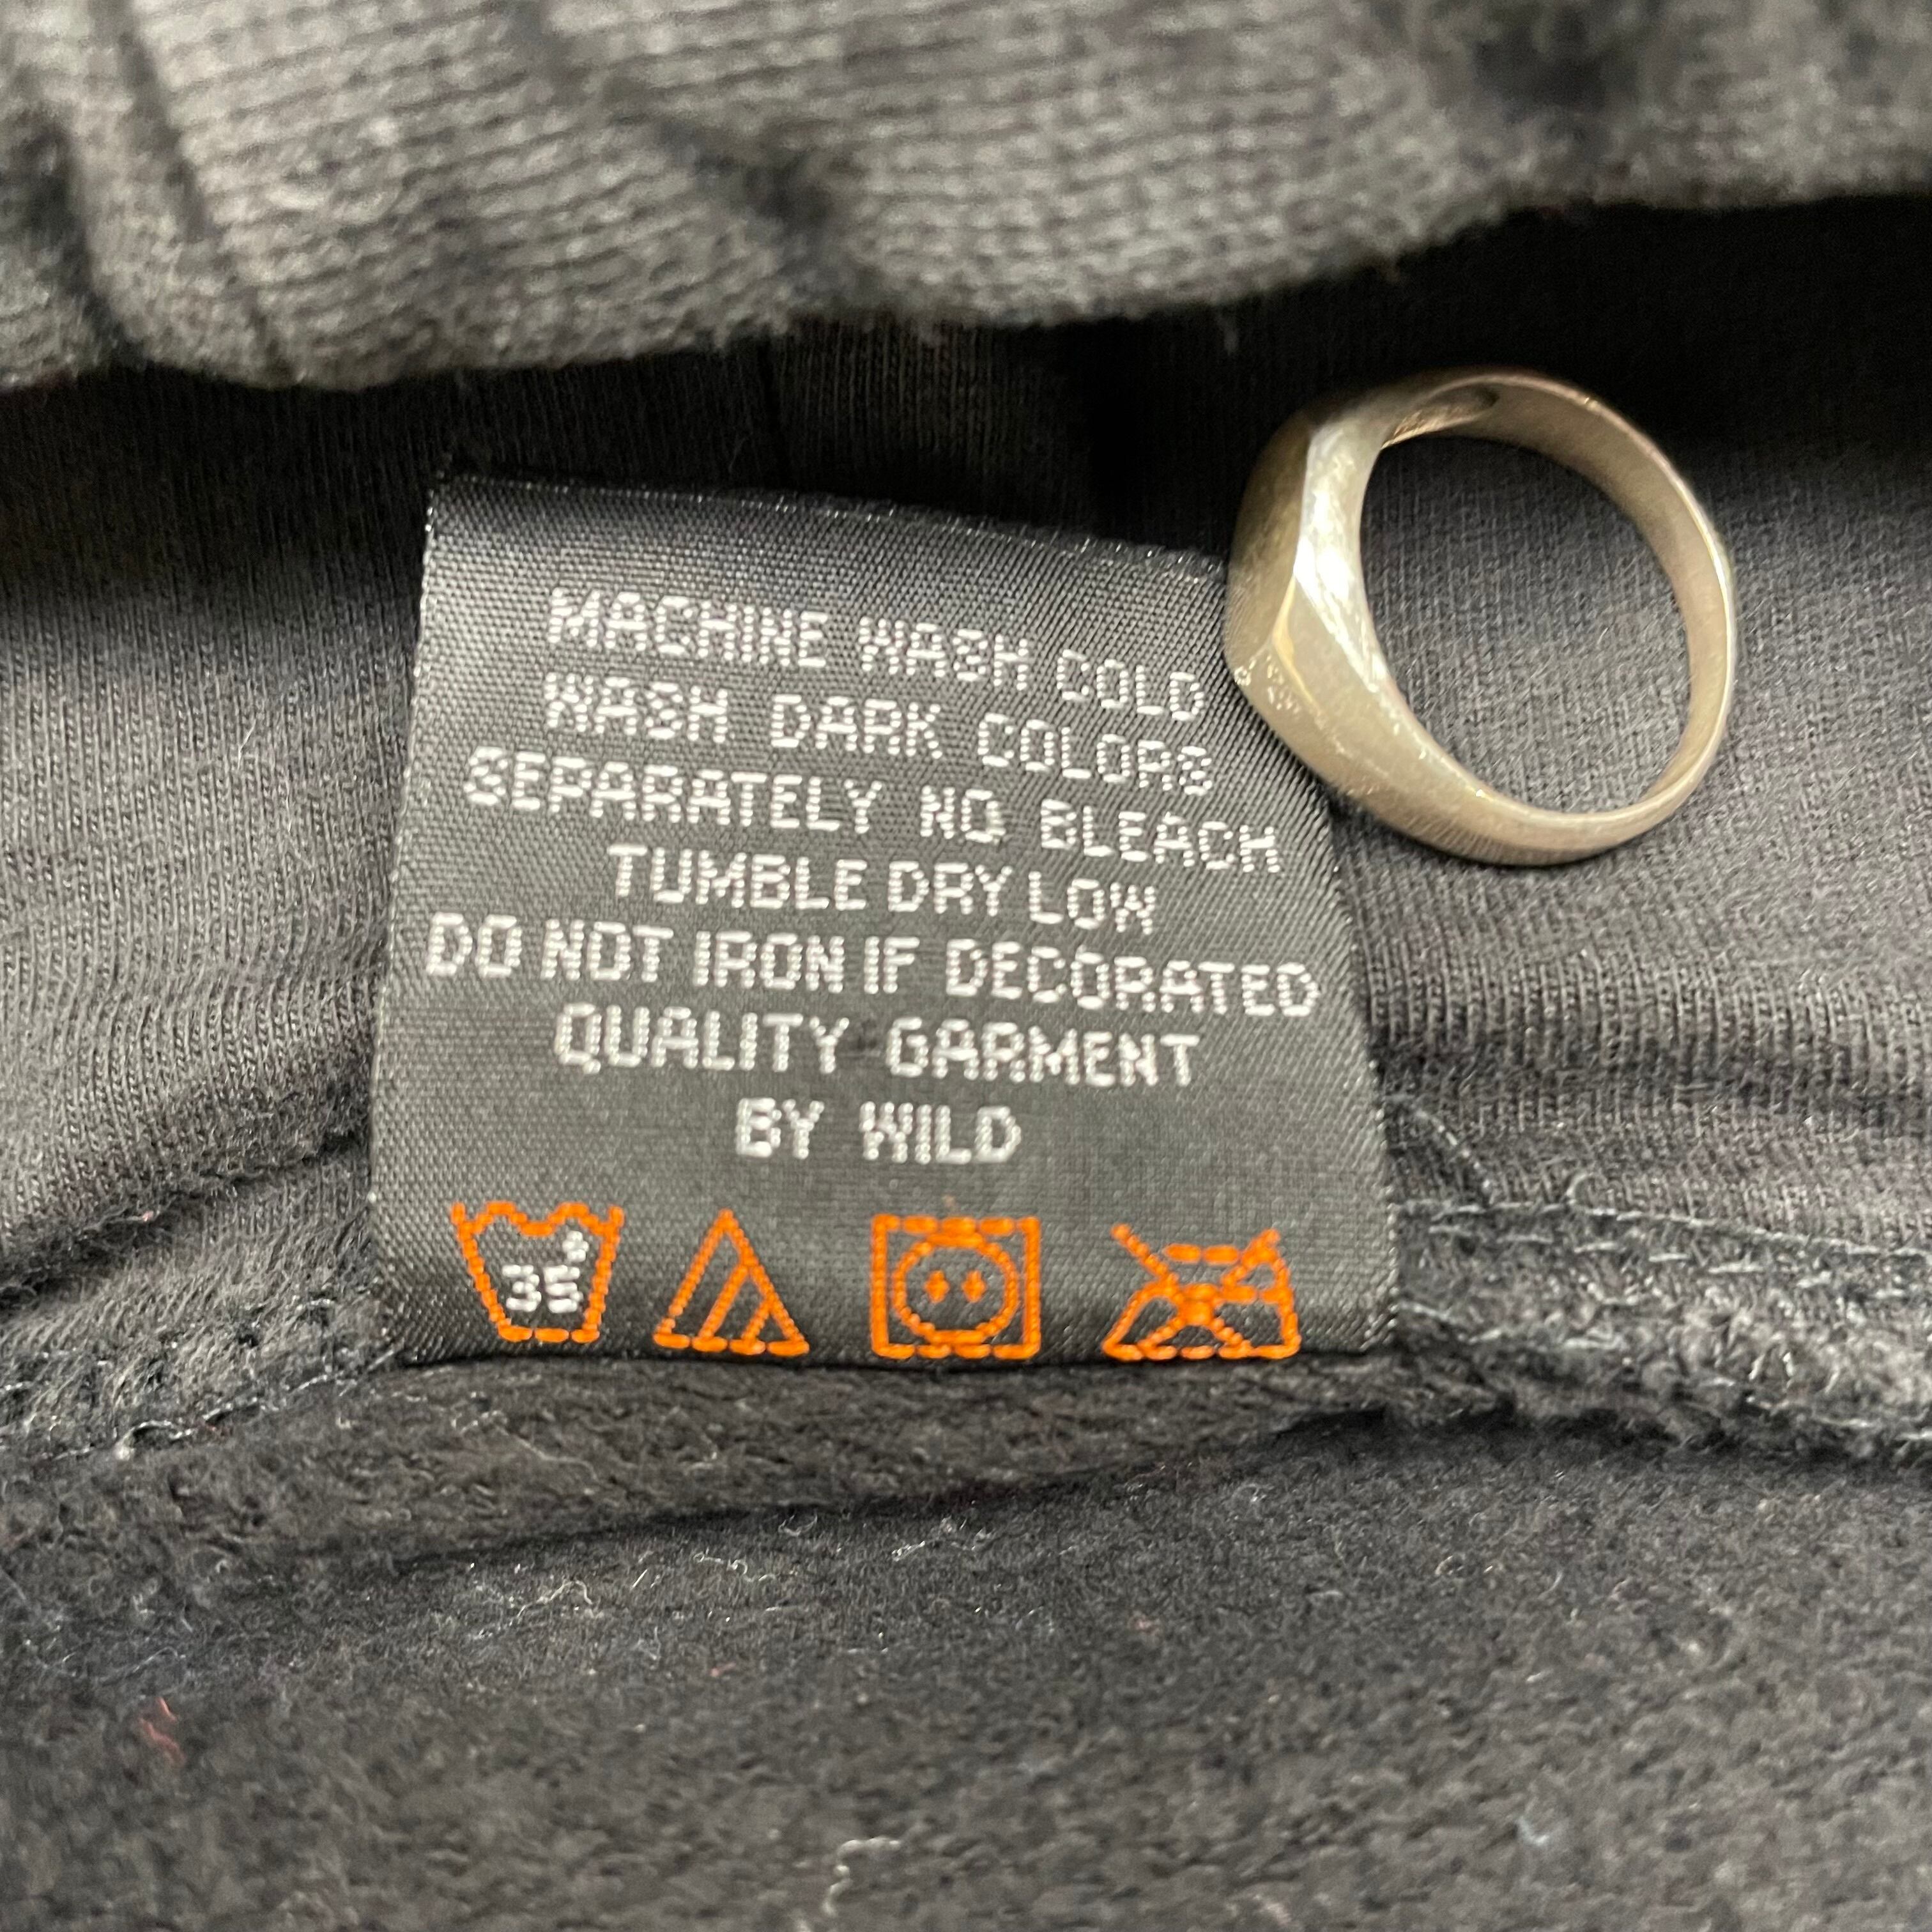 MACHINE WASH COLD
WASH DARK COLORS
SEPARATELY NO BLEACH
TUMBLE DRY LOW
DO NOT IRON IF DECORATED
QUALITY GARMENT
BY WILD
35°